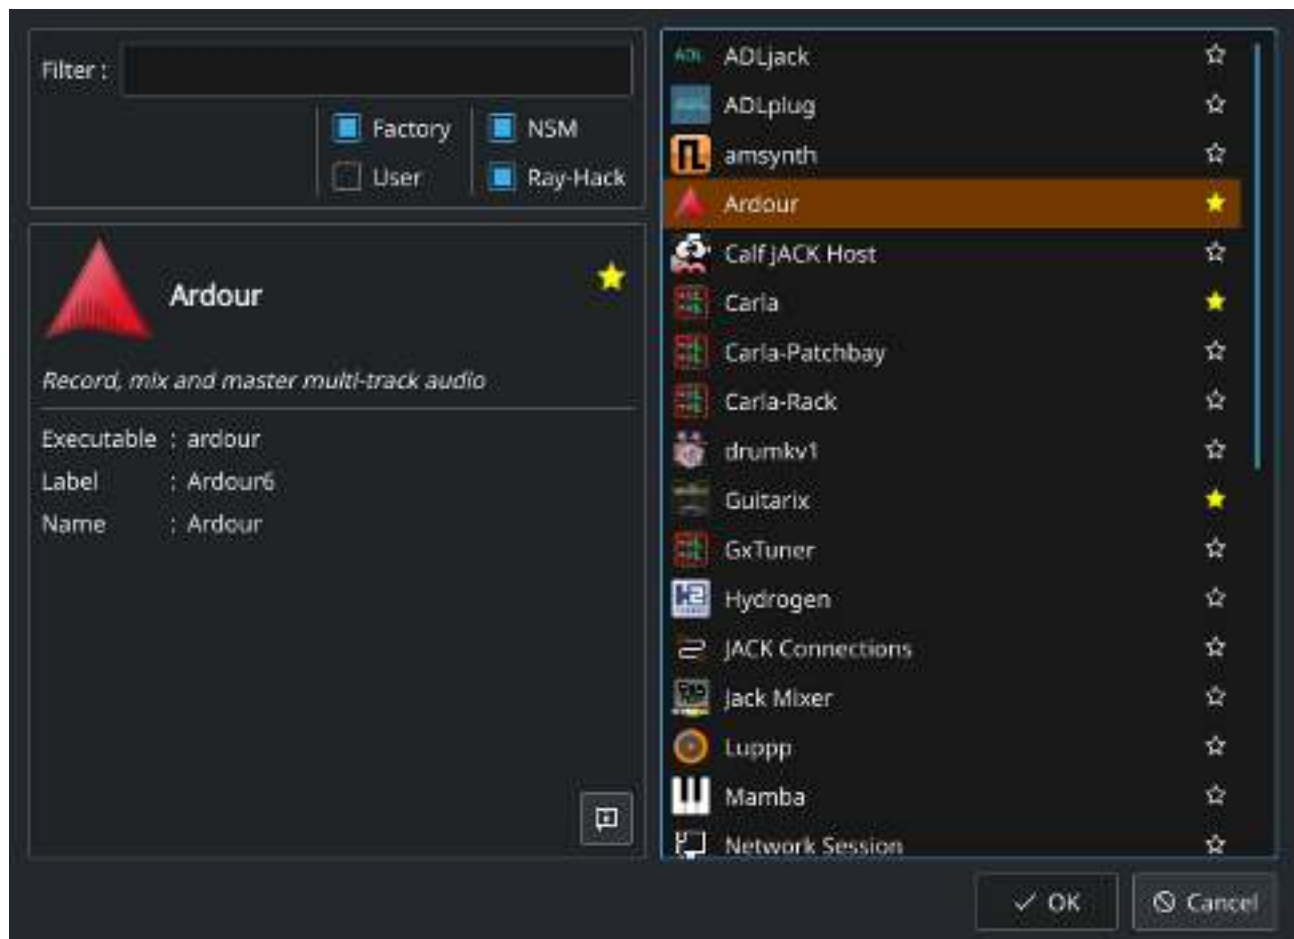 Filter :
Factory
NSM
User
Ray-Hack
Ardour
Record, mix and master multi-track audio
Executable : ardour
Label : Ardour6
Name : Ardour
ADL
ADLjack
ADLplug
amsynth
Ardour
Calf JACK Host
Carla
Carla-Patchbay
Carla-Rack
drumkv1
Guitarix
GxTuner
H2
Hydrogen
JACK Connections
Jack Mixer
Luppp
Mamba
Network Session
OK
Cancel